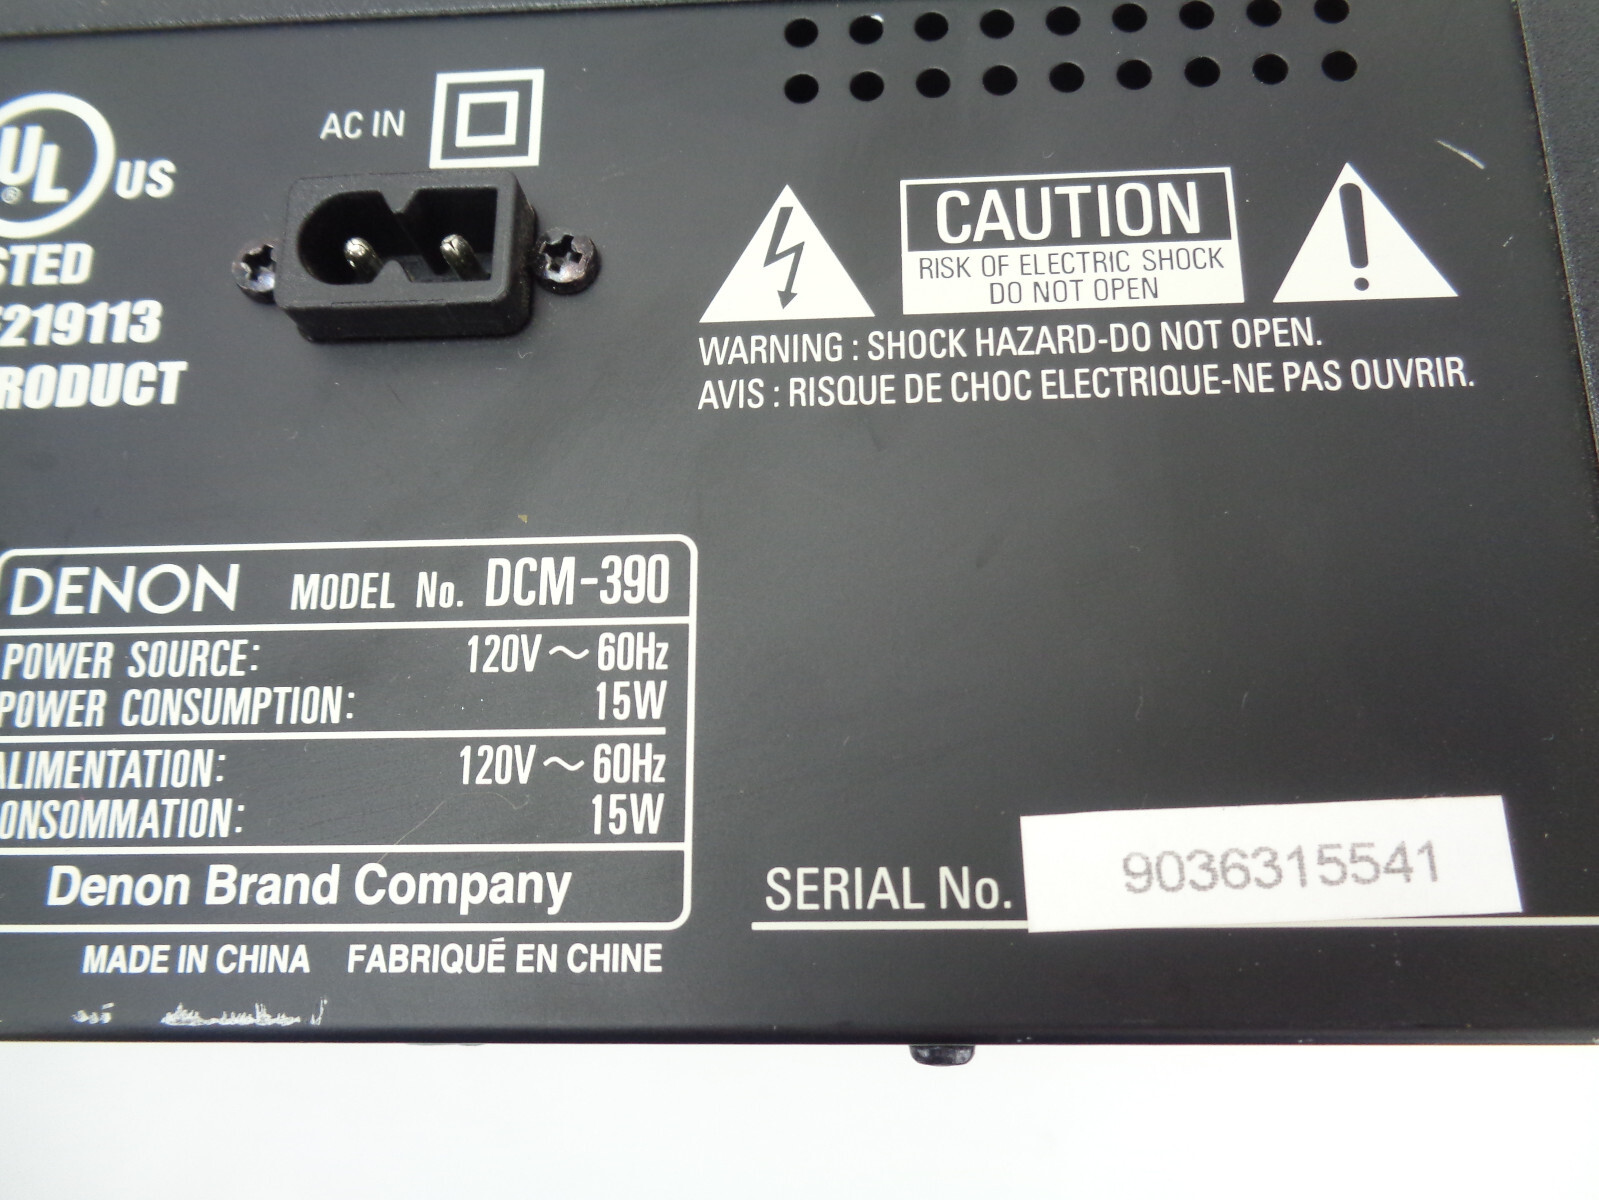 AC IN
UL US
®
219113
CAUTION
RISK OF ELECTRIC SHOCK
DO NOT OPEN
WARNING : SHOCK HAZARD-DO NOT OPEN.
AVIS : RISQUE DE CHOC ELECTRIQUE-NE PAS OUVRIR.
DENON MODEL No. DCM-390
POWER SOURCE: 120V ~ 60Hz
POWER CONSUMPTION: 15W
ALIMENTATION: 120V ~ 60Hz
ONSOMMATION: 15W
Denon Brand Company
MADE IN CHINA FABRIQUÉ EN CHINE
SERIAL No. 9036315541